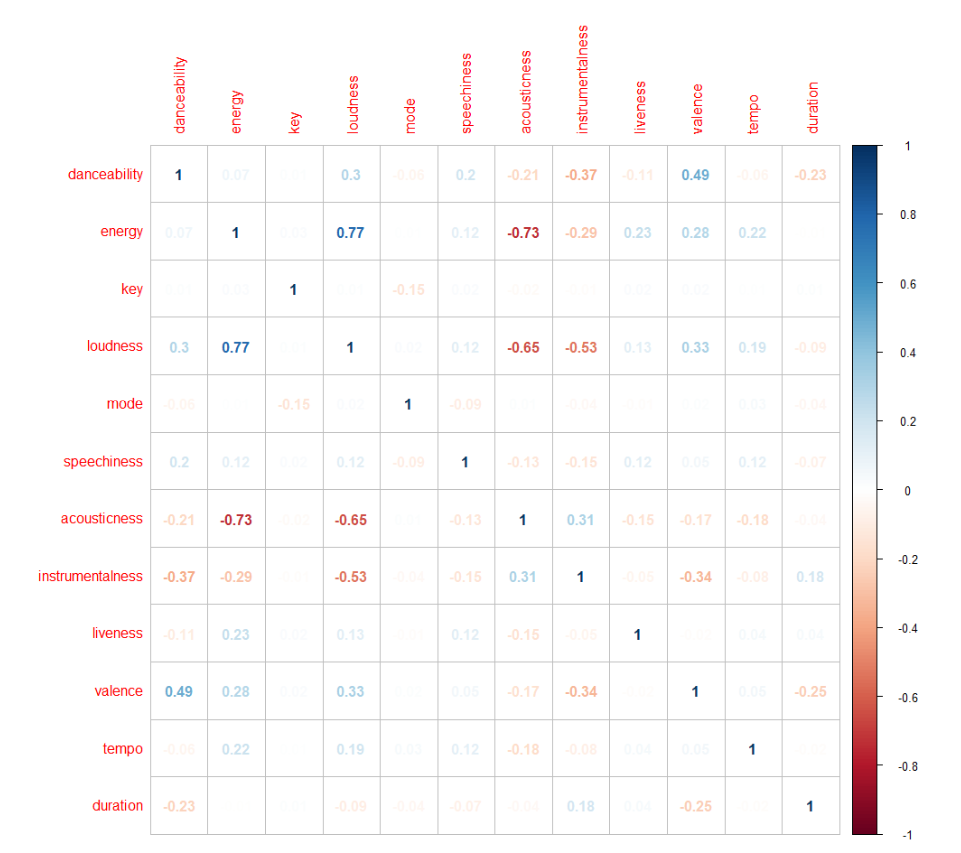 danceability energy key loudness mode speechiness acousticness instrumentalness liveness valence tempo duration
danceability 1 0.07 0.3 -0.06 0.2 -0.21 -0.37 -0.11 0.49 -0.06 -0.23
energy 0.07 1 0.03 0.77 0.12 -0.73 -0.29 0.23 0.28 0.22
key 0.03 1 -0.15 0.02
loudness 0.3 0.77 1 0.12 -0.65 -0.53 0.13 0.33 0.19 -0.09
mode -0.06 -0.15 1 -0.09 -0.04 0.03 -0.04
speechiness 0.2 0.12 0.02 0.12 -0.09 1 -0.13 -0.15 0.12 0.05 0.12 -0.07
acousticness -0.21 -0.73 -0.65 -0.13 1 0.31 -0.15 -0.17 -0.18 -0.04
instrumentalness -0.37 -0.29 -0.53 -0.04 -0.15 0.31 1 -0.05 -0.34 -0.08 0.18
liveness -0.11 0.23 0.13 0.12 -0.15 -0.05 1 0.04 0.04
valence 0.49 0.28 0.33 0.05 -0.17 -0.34 1 0.05 -0.25
tempo -0.06 0.22 0.19 0.03 0.12 -0.18 -0.08 0.04 0.05 1
duration -0.23 -0.09 -0.04 -0.07 -0.04 0.18 0.04 -0.25 1
1
0.8
0.6
0.4
0.2
0
-0.2
-0.4
-0.6
-0.8
-1